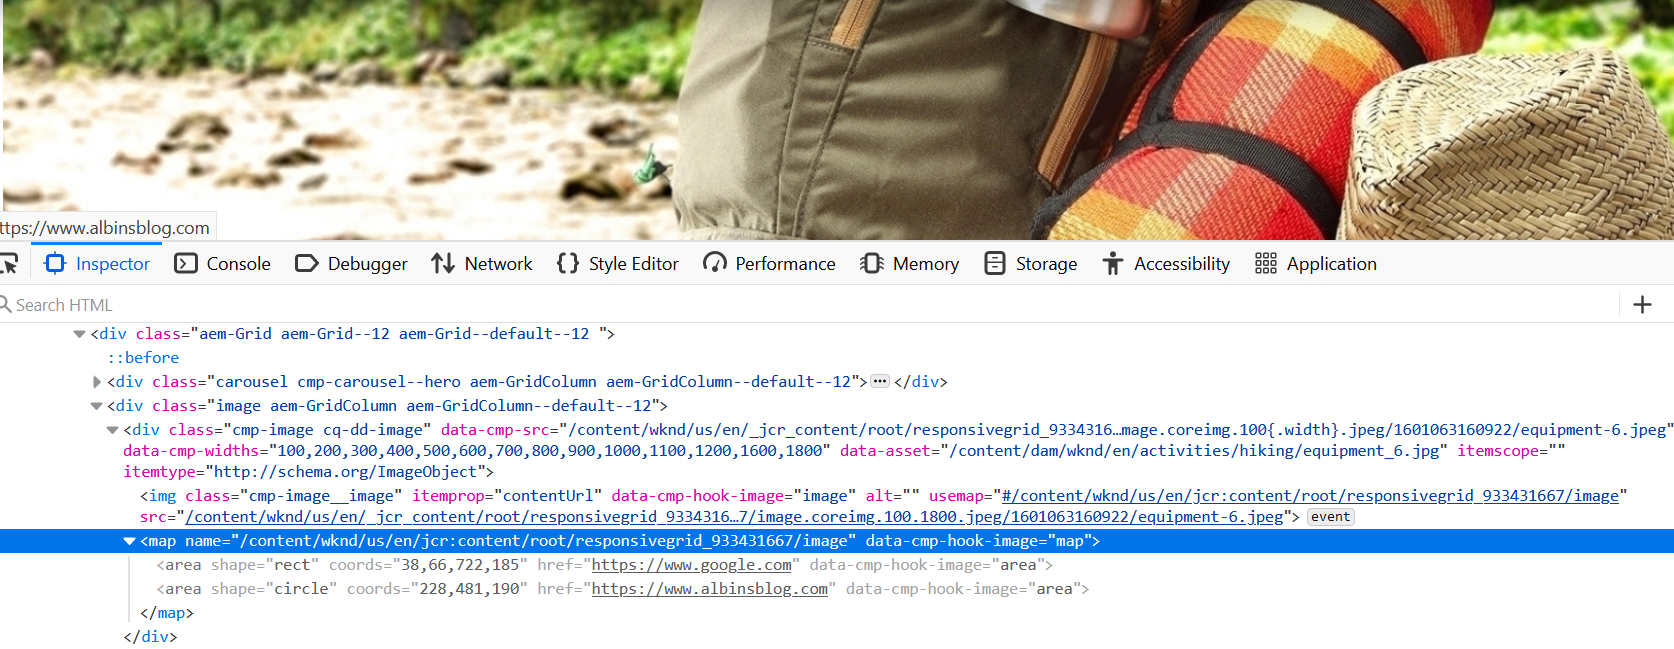 ttps://www.albinsblog.com
Inspector Console Debugger Network Style Editor Performance Memory Storage Accessibility Application
Search HTML
<div class="aem-Grid aem-Grid--12 aem-Grid--default--12 ">
::before
<div class="carousel cmp-carousel--hero aem-GridColumn aem-GridColumn--default--12">…</div>
<div class="image aem-GridColumn aem-GridColumn--default--12">
<div class="cmp-image cq-dd-image" data-cmp-src="/content/wknd/us/en/_jcr_content/root/responsivegrid_9334316…mage.coreimg.100{.width}.jpeg/1601063160922/equipment-6.jpeg"
data-cmp-widths="100,200,300,400,500,600,700,800,900,1000,1100,1200,1600,1800" data-asset="/content/dam/wknd/en/activities/hiking/equipment_6.jpg" itemscope=""
itemtype="http://schema.org/ImageObject">
<img class="cmp-image__image" itemprop="contentUrl" data-cmp-hook-image="image" alt="" usemap="#/content/wknd/us/en/jcr:content/root/responsivegrid_933431667/image"
src="/content/wknd/us/en/_jcr_content/root/responsivegrid_9334316…7/image.coreimg.100.1800.jpeg/1601063160922/equipment-6.jpeg"> event
<map name="/content/wknd/us/en/jcr:content/root/responsivegrid_933431667/image" data-cmp-hook-image="map">
<area shape="rect" coords="38,66,722,185" href="https://www.google.com" data-cmp-hook-image="area">
<area shape="circle" coords="228,481,190" href="https://www.albinsblog.com" data-cmp-hook-image="area">
</map>
</div>